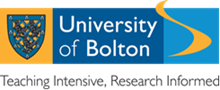 University
of Bolton
Teaching Intensive, Research Informed